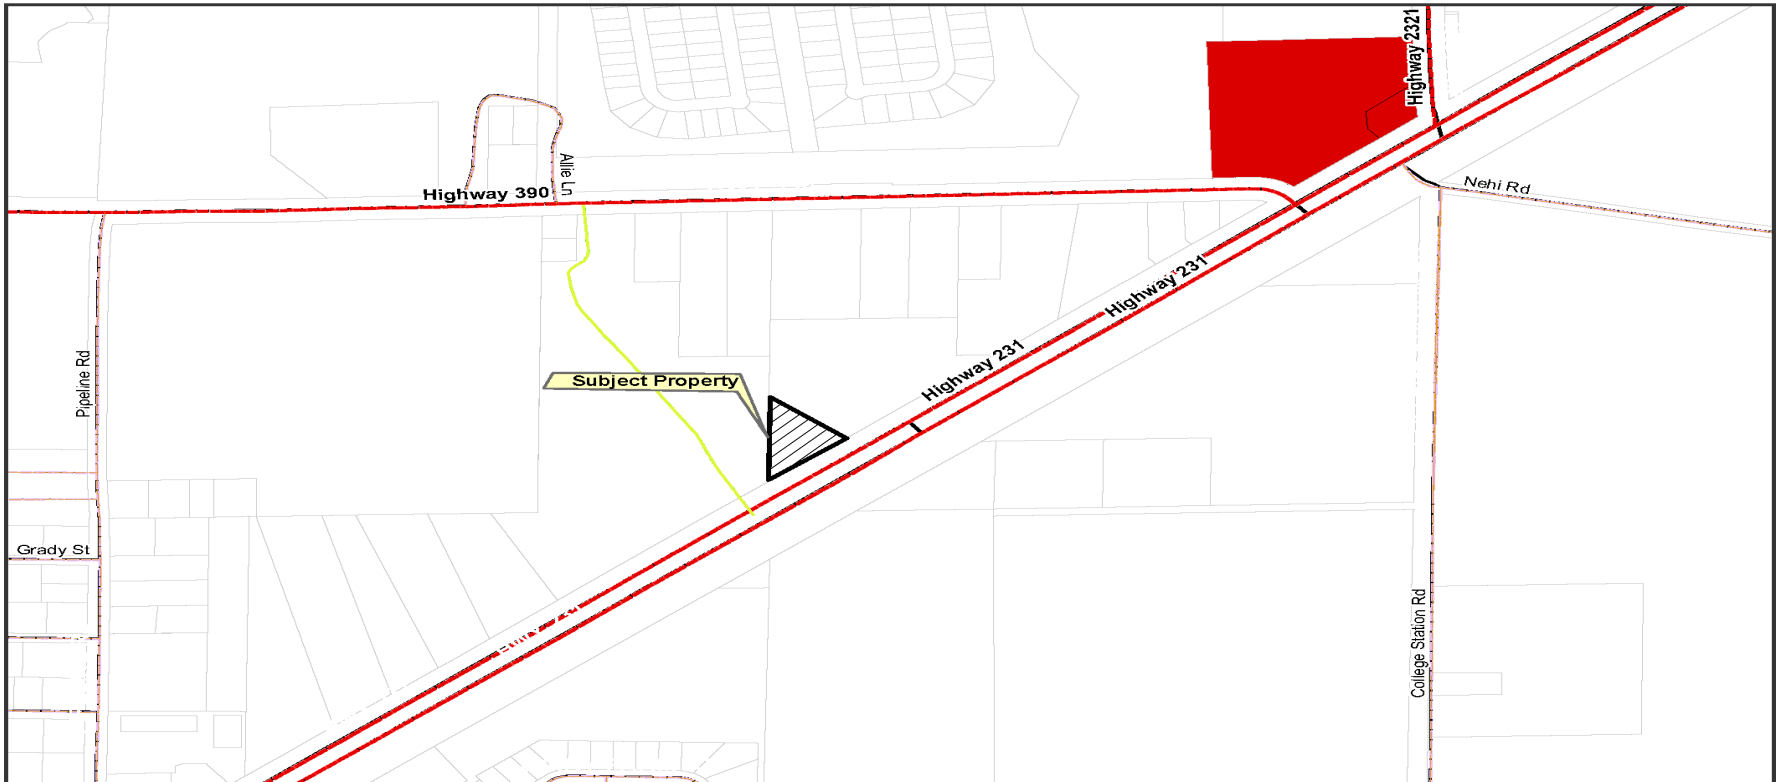 Highway 2321
Allie Ln
Highway 390
Nehi Rd
Highway 231
Highway 231
Pipeline Rd
Subject Property
Grady St
College Station Rd